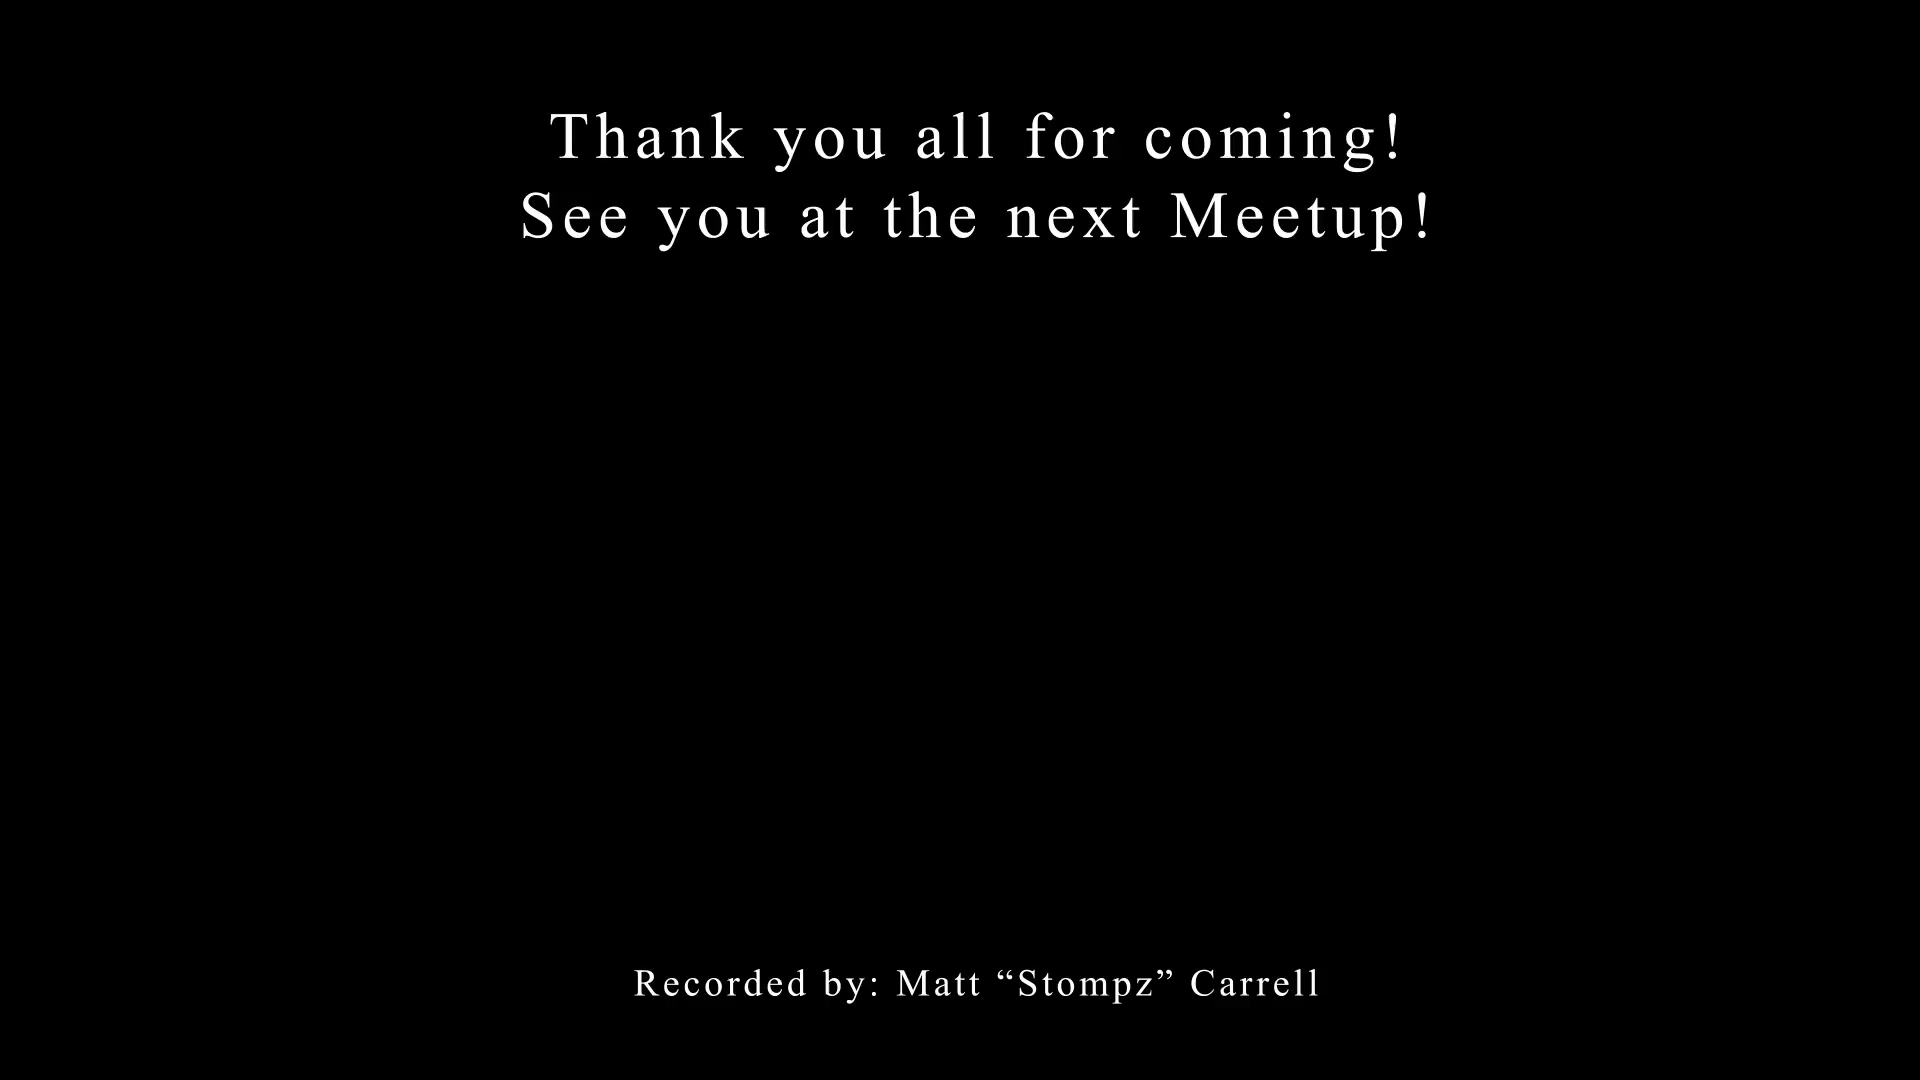 Thank you all for coming!
See you at the next Meetup!
Recorded by: Matt “Stompz” Carrell